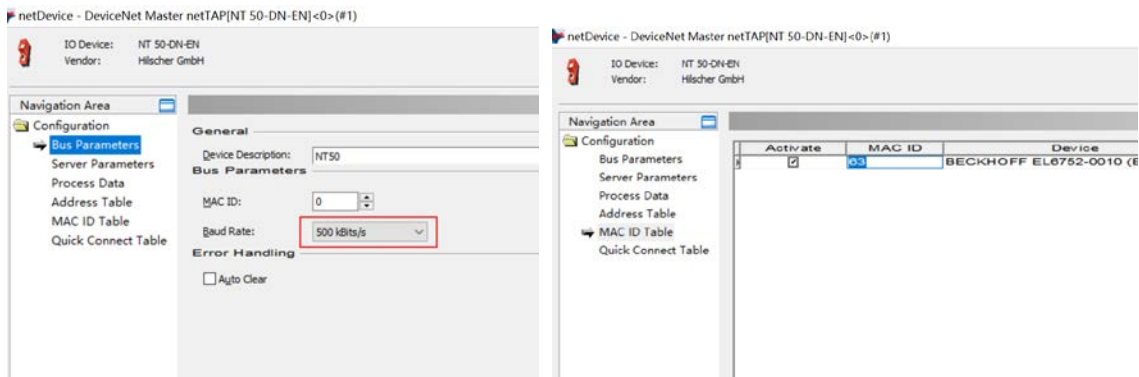 netDevice - DeviceNet Master netTAP[NT 50-DN-EN]<0>(#1)
IO Device: NT 50-DN-EN
Vendor: Hilscher GmbH
Navigation Area
Configuration
Bus Parameters
Server Parameters
Process Data
Address Table
MAC ID Table
Quick Connect Table
General
Device Description: NT50
Bus Parameters
MAC ID: 0
Baud Rate: 500 kBits/s
Error Handling
Auto Clear
netDevice - DeviceNet Master netTAP[NT 50-DN-EN]<0>(#1)
IO Device: NT 50-DN-EN
Vendor: Hilscher GmbH
Navigation Area
Configuration
Bus Parameters
Server Parameters
Process Data
Address Table
MAC ID Table
Quick Connect Table
Activate MAC ID Device
63 BECKHOFF EL6752-0010 (E